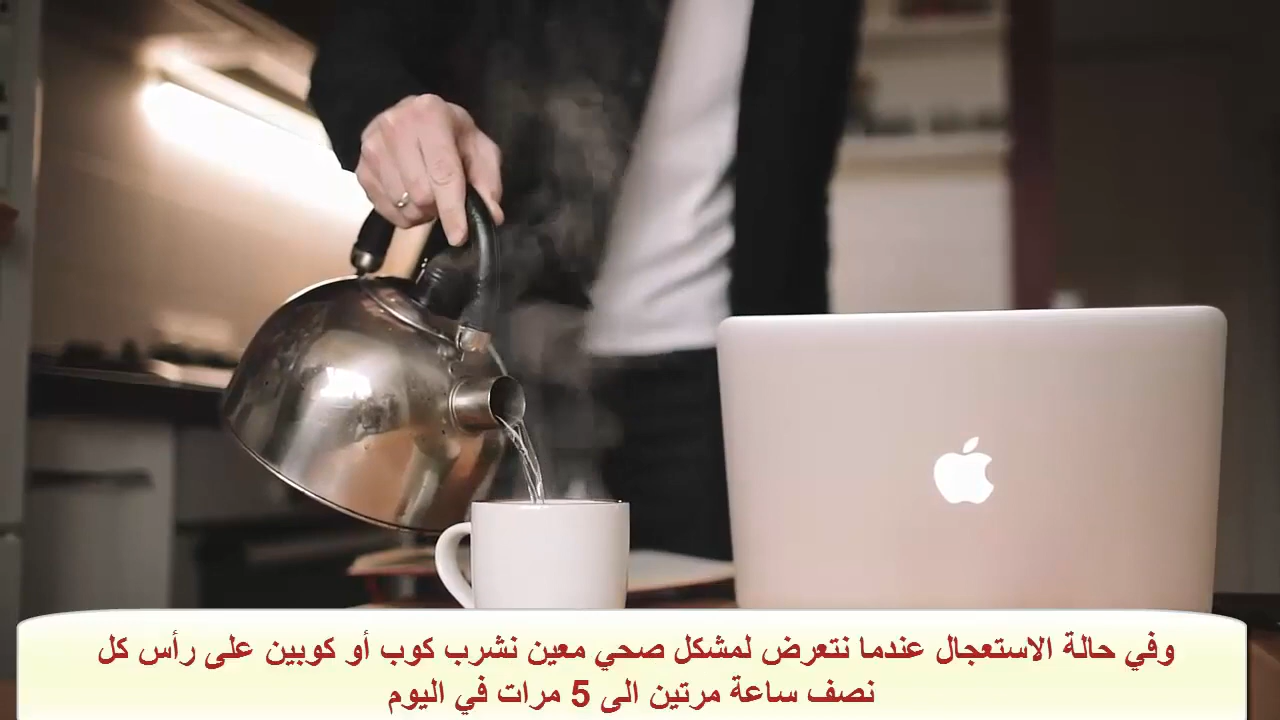 وفي حالة الاستعجال عندما نتعرض لمشكل صحي معين نشرب كوب أو كوبين على رأس كل
نصف ساعة مرتين الى 5 مرات في اليوم